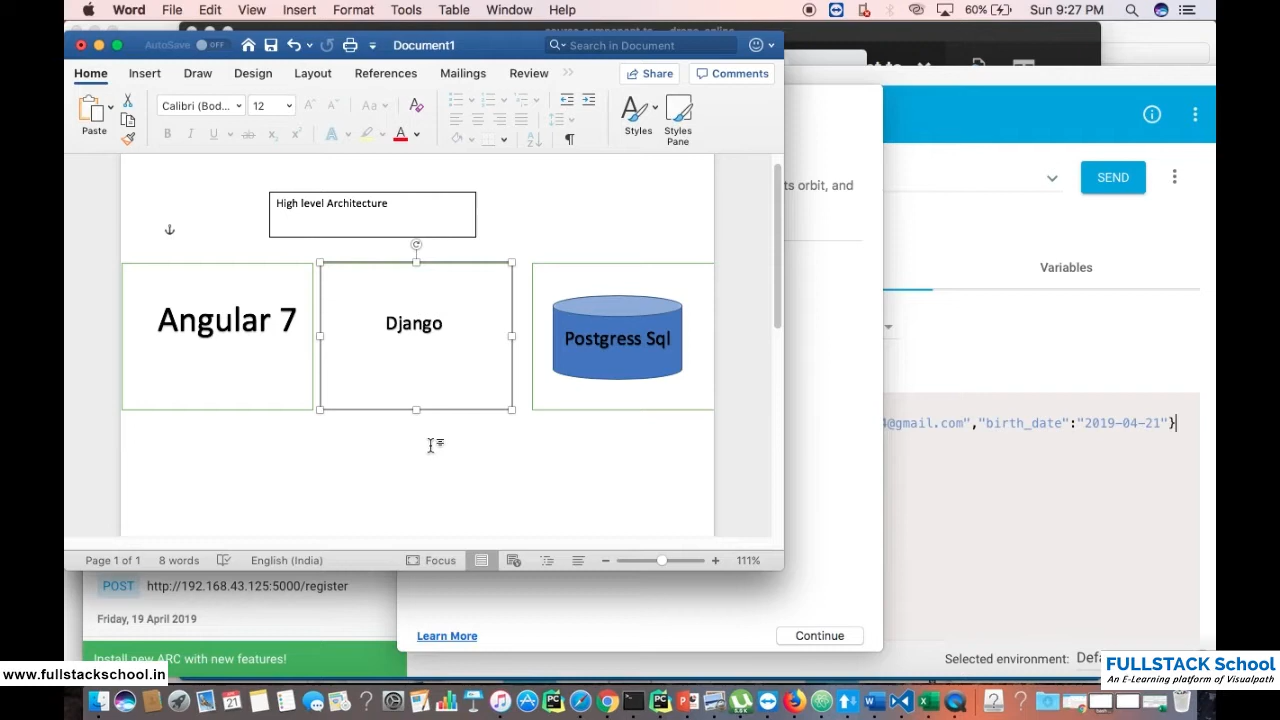 Word File Edit View Insert Format Tools Table Window Help 60% Sun 9:27 PM
AutoSave OFF Document1 Search in Document
Home Insert Draw Design Layout References Mailings Review Share Comments
Paste Calibri (Bod... 12 Aa Styles Styles Pane
High level Architecture
Angular 7
Django
Postgress Sql
Page 1 of 1 8 words English (India) Focus 111%
ts orbit, and
SEND
Variables
4@gmail.com","birth_date":"2019-04-21"}
POST http://192.168.43.125:5000/register
Friday, 19 April 2019
Install new ARC with new features!
Learn More
Continue
Selected environment: Defa
www.fullstackschool.in
FULLSTACK School
An E-Learning platform of Visualpath